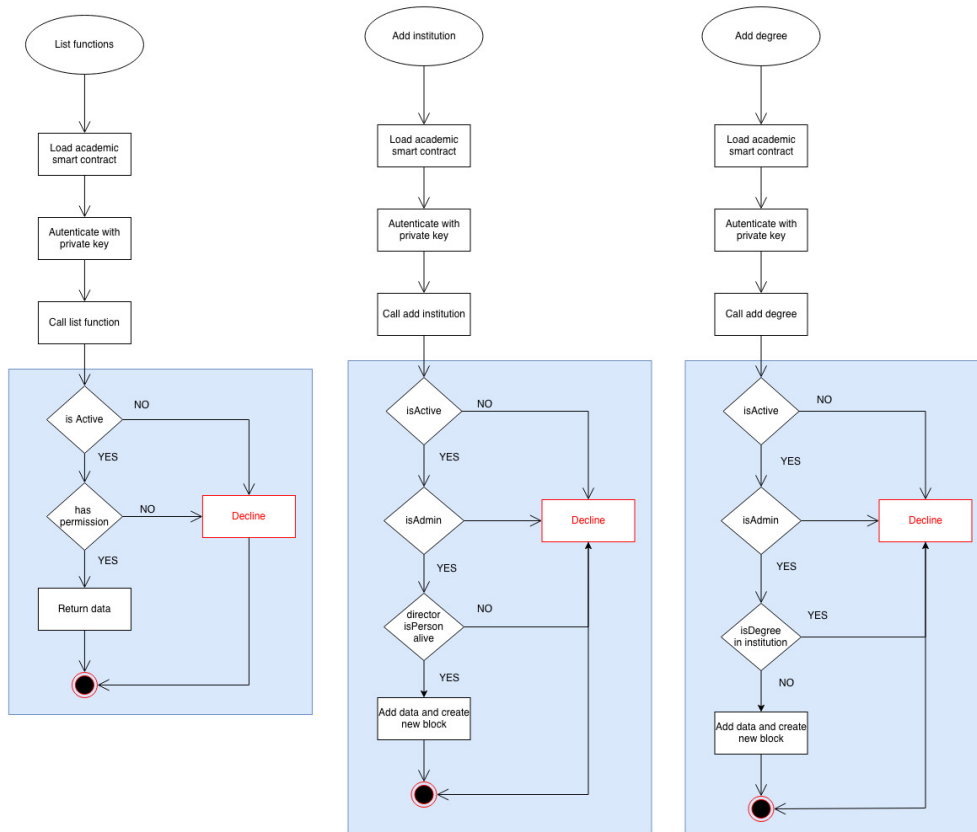 List functions
Load academic
smart contract
Autenticate with
private key
Call list function
is Active
NO
YES
has
permission
NO
Decline
YES
Return data
Add institution
Load academic
smart contract
Autenticate with
private key
Call add institution
isActive
NO
YES
isAdmin
Decline
YES
director
isPerson
alive
NO
YES
Add data and create
new block
Add degree
Load academic
smart contract
Autenticate with
private key
Call add degree
isActive
NO
YES
isAdmin
Decline
YES
isDegree
in institution
YES
NO
Add data and create
new block